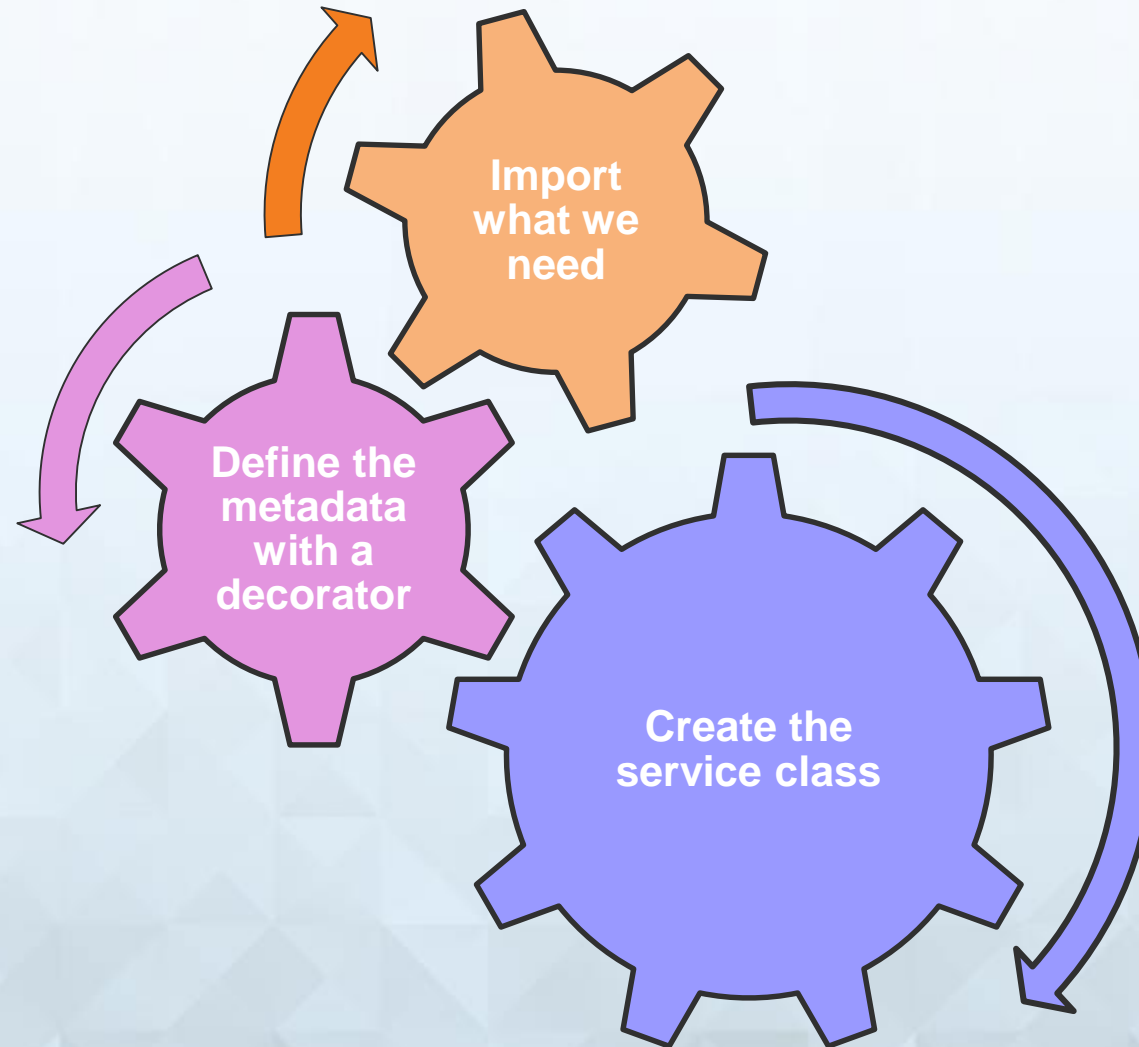 Import
what we
need
Define the
metadata
with a
decorator
Create the
service class